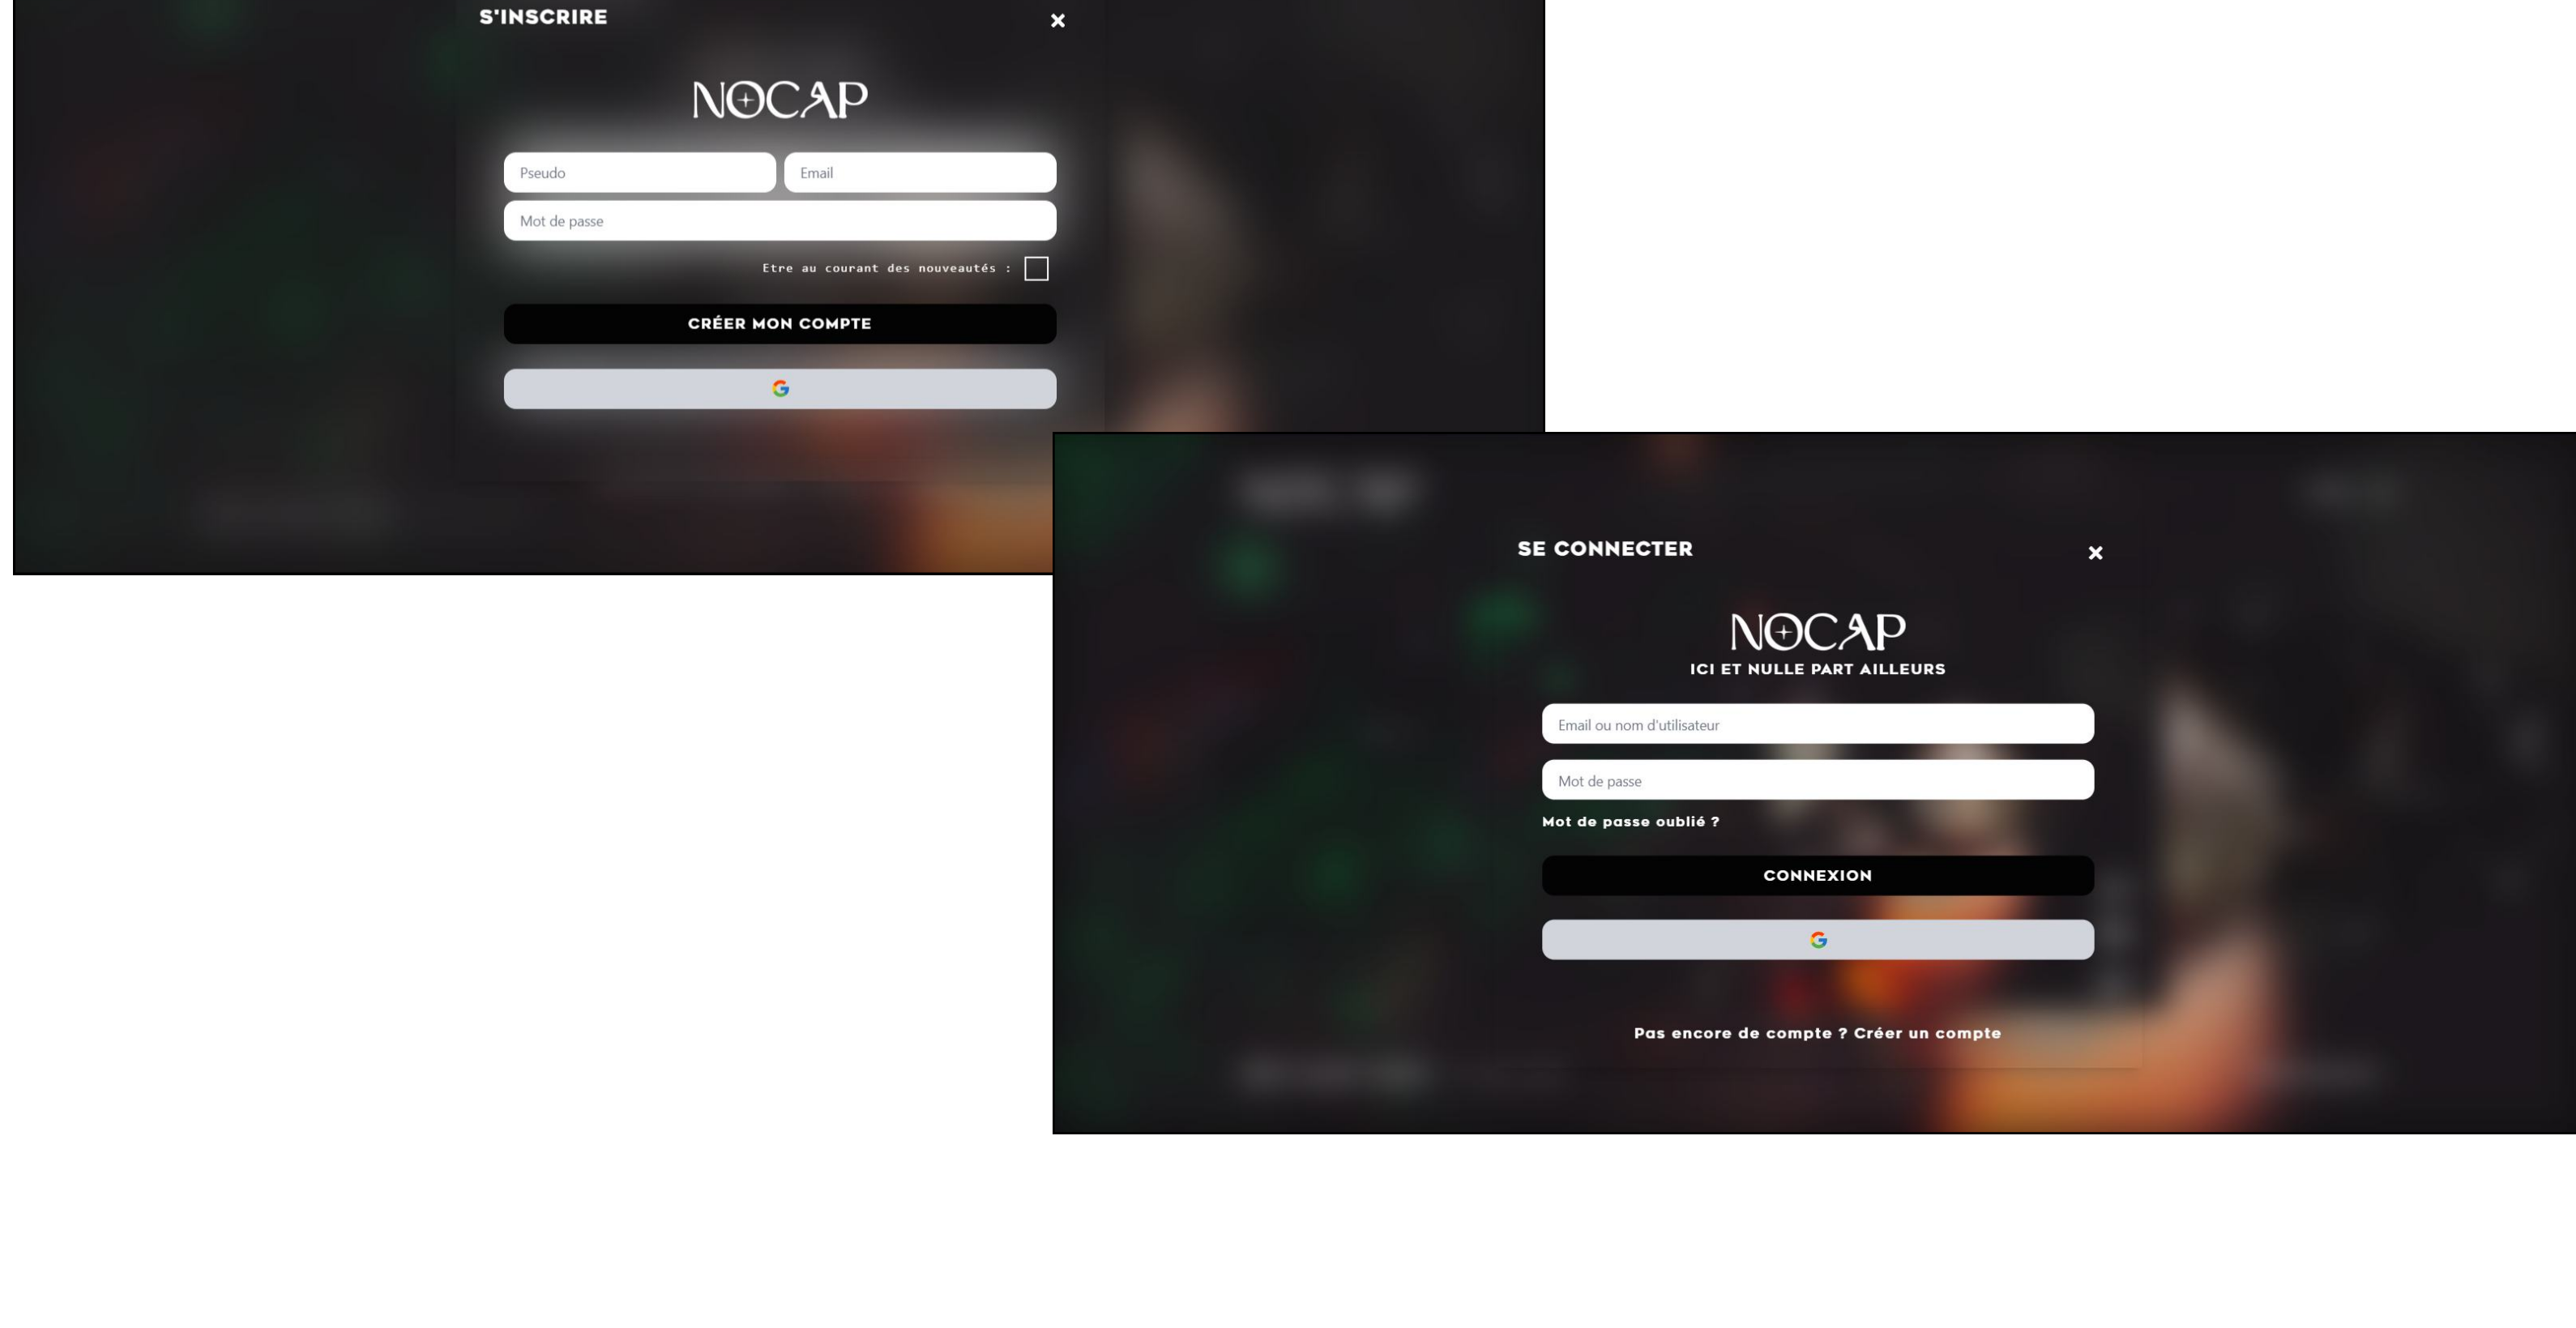 S'INSCRIRE
NOCAP
Pseudo
Email
Mot de passe
Etre au courant des nouveautés :
CRÉER MON COMPTE
G
SE CONNECTER
NOCAP
ICI ET NULLE PART AILLEURS
Email ou nom d'utilisateur
Mot de passe
Mot de passe oublié ?
CONNEXION
G
Pas encore de compte ? Créer un compte